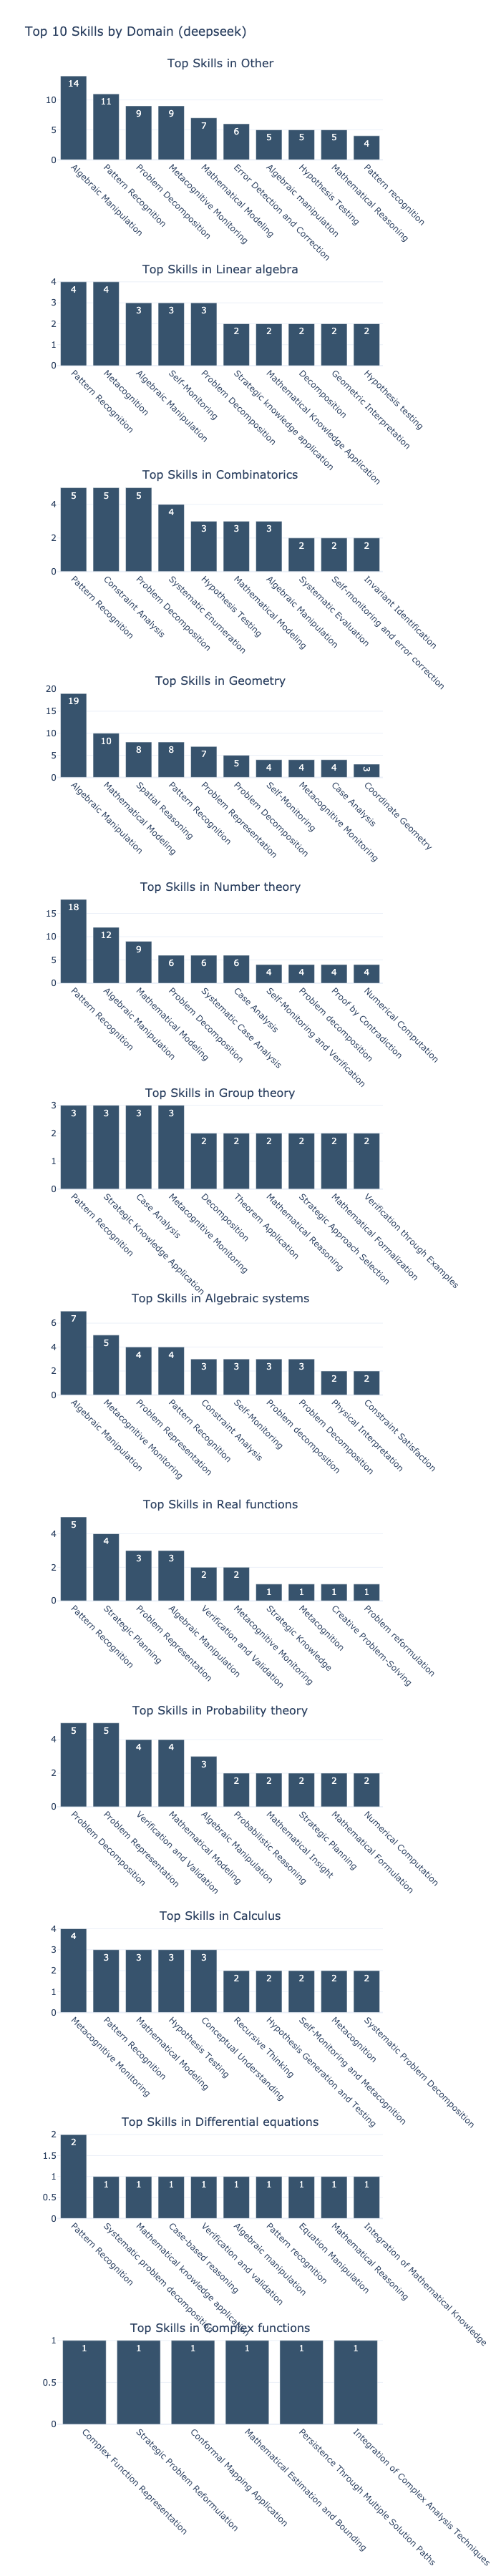 Top 10 Skills by Domain (deepseek)
Top Skills in Other
10
5
0
14
11
9
9
7
6
5
5
5
4
Algebraic Manipulation
Pattern Recognition
Problem Decomposition
Metacognitive Monitoring
Mathematical Modeling
Error Detection and Correction
Algebraic manipulation
Hypothesis Testing
Mathematical Reasoning
Pattern recognition
Top Skills in Linear algebra
4
3
2
1
0
4
4
3
3
3
2
2
2
2
2
Pattern Recognition
Metacognition
Algebraic Manipulation
Self-Monitoring
Problem Decomposition
Strategic knowledge application
Mathematical Knowledge Application
Decomposition
Geometric Interpretation
Hypothesis testing
Top Skills in Combinatorics
4
2
0
5
5
5
4
3
3
3
2
2
2
Pattern Recognition
Constraint Analysis
Problem Decomposition
Systematic Enumeration
Hypothesis Testing
Mathematical Modeling
Algebraic Manipulation
Systematic Evaluation
Self-monitoring and error correction
Invariant Identification
Top Skills in Geometry
20
15
10
5
0
19
10
8
8
7
5
4
4
4
3
Algebraic Manipulation
Mathematical Modeling
Spatial Reasoning
Pattern Recognition
Problem Representation
Problem Decomposition
Self-Monitoring
Metacognitive Monitoring
Case Analysis
Coordinate Geometry
Top Skills in Number theory
15
10
5
0
18
12
9
6
6
6
4
4
4
4
Pattern Recognition
Algebraic Manipulation
Mathematical Modeling
Problem Decomposition
Systematic Case Analysis
Case Analysis
Self-Monitoring and Verification
Problem decomposition
Proof by Contradiction
Numerical Computation
Top Skills in Group theory
3
2
1
0
3
3
3
3
2
2
2
2
2
2
Pattern Recognition
Strategic Knowledge Application
Case Analysis
Metacognitive Monitoring
Decomposition
Theorem Application
Mathematical Reasoning
Strategic Approach Selection
Mathematical Formalization
Verification through Examples
Top Skills in Algebraic systems
6
4
2
0
7
5
4
4
3
3
3
3
2
2
Algebraic Manipulation
Metacognitive Monitoring
Problem Representation
Pattern Recognition
Constraint Analysis
Self-Monitoring
Problem decomposition
Problem Decomposition
Physical Interpretation
Constraint Satisfaction
Top Skills in Real functions
4
2
0
5
4
3
3
2
2
1
1
1
1
Pattern Recognition
Strategic Planning
Problem Representation
Algebraic Manipulation
Verification and Validation
Metacognitive Monitoring
Strategic Knowledge
Metacognition
Creative Problem-Solving
Problem reformulation
Top Skills in Probability theory
4
2
0
5
5
4
4
3
2
2
2
2
2
Problem Decomposition
Problem Representation
Verification and Validation
Mathematical Modeling
Algebraic Manipulation
Probabilistic Reasoning
Mathematical Insight
Strategic Planning
Mathematical Formulation
Numerical Computation
Top Skills in Calculus
4
3
2
1
0
4
3
3
3
3
2
2
2
2
2
Metacognitive Monitoring
Pattern Recognition
Mathematical Modeling
Hypothesis Testing
Conceptual Understanding
Recursive Thinking
Hypothesis Generation and Testing
Self-Monitoring and Metacognition
Metacognition
Systematic Problem Decomposition
Top Skills in Differential equations
2
1.5
1
0.5
0
2
1
1
1
1
1
1
1
1
1
Pattern Recognition
Systematic problem decomposition
Mathematical knowledge application
Case-based reasoning
Verification and validation
Algebraic manipulation
Pattern recognition
Equation Manipulation
Mathematical Reasoning
Integration of Mathematical Knowledge
Top Skills in Complex functions
1
0.5
0
1
1
1
1
1
1
Complex Function Representation
Strategic Problem Reformulation
Conformal Mapping Application
Mathematical Estimation and Bounding
Persistence Through Multiple Solution Paths
Integration of Complex Analysis Techniques